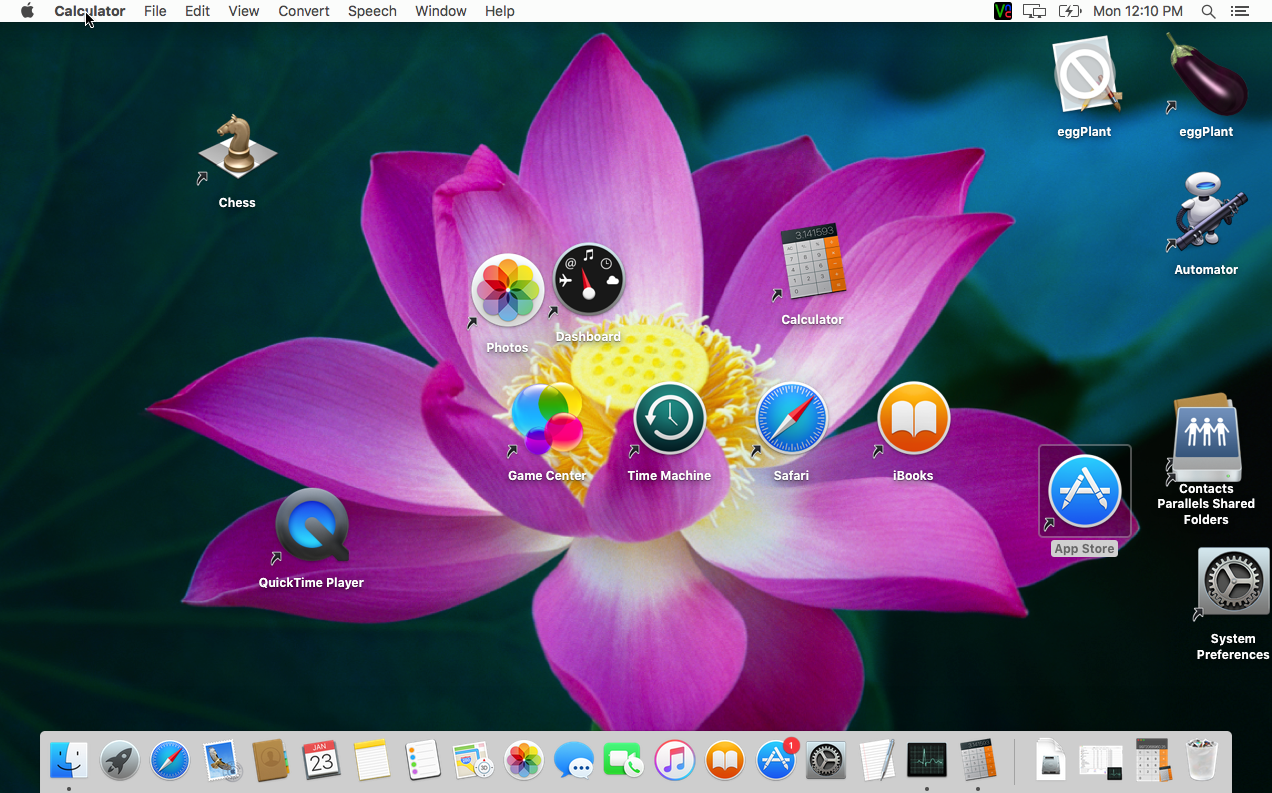 Calculator File Edit View Convert Speech Window Help
Mon 12:10 PM
eggPlant
eggPlant
Chess
Automator
3.141593
Calculator
Dashboard
Photos
Game Center
Time Machine
Safari
iBooks
Contacts
Parallels Shared
Folders
App Store
QuickTime Player
System
Preferences
JAN
23
3D
1